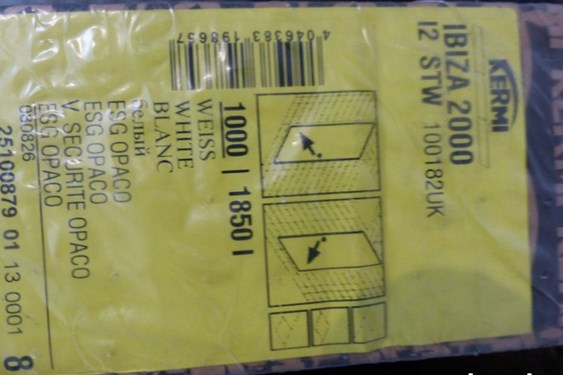 KERMI
IBIZA 2000
I2 STW 100182UK
4 046383 198657
1000 | 1850 |
WEISS
WHITE
BLANC
белый
ESG OPACO
ESG OPACO
V. SECURITE OPACO
ESG OPACO
25100879 01 13 0001 8